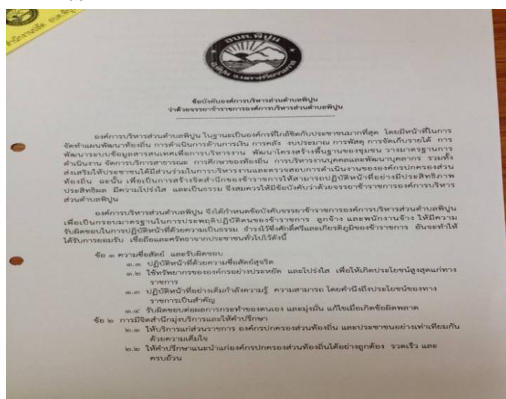 อบต.พิปูน
ข้อบังคับองค์การบริหารส่วนตำบลพิปูน
ว่าด้วยจรรยาข้าราชการองค์การบริหารส่วนตำบลพิปูน
องค์การบริหารส่วนตำบลพิปูน ในฐานะเป็นองค์กรที่ใกล้ชิดกับประชาชนมากที่สุด โดยมีหน้าที่ในการ
จัดทำแผนพัฒนาท้องถิ่น การดำเนินการด้านการเงิน การคลัง งบประมาณ การพัสดุ การจัดเก็บรายได้ การ
พัฒนาระบบข้อมูลสารสนเทศเพื่อการบริหารงาน พัฒนาโครงสร้างพื้นฐานของชุมชน วางมาตรฐานการ
ดำเนินงาน จัดการบริการสาธารณะ การศึกษาของท้องถิ่น การบริหารงานบุคคลและพัฒนาบุคลากร รวมทั้ง
ส่งเสริมให้ประชาชนได้มีส่วนร่วมในการบริหารงานและตรวจสอบการดำเนินงานขององค์กรปกครองส่วน
ท้องถิ่น ฉะนั้น เพื่อเป็นการสร้างจิตสำนึกของข้าราชการให้สามารถปฏิบัติหน้าที่อย่างมีประสิทธิภาพ
ประสิทธิผล มีความโปร่งใส และเป็นธรรม จึงสมควรให้มีข้อบังคับว่าด้วยจรรยาข้าราชการองค์การบริหาร
ส่วนตำบลพิปูน
องค์การบริหารส่วนตำบลพิปูน จึงได้กำหนดข้อบังคับจรรยาข้าราชการองค์การบริหารส่วนตำบลพิปูน
เพื่อเป็นกรอบมาตรฐานในการประพฤติปฏิบัติตนของข้าราชการ ลูกจ้าง และพนักงานจ้าง ให้มีความ
รับผิดชอบในการปฏิบัติหน้าที่ด้วยความเป็นธรรม ธำรงไว้ซึ่งศักดิ์ศรีและเกียรติภูมิของข้าราชการ อันจะทำให้
ได้รับการยอมรับ เชื่อถือและศรัทธาจากประชาชนทั่วไปไว้ดังนี้
ข้อ ๑ ความซื่อสัตย์ และรับผิดชอบ
๑.๑ ปฏิบัติหน้าที่ด้วยความซื่อสัตย์สุจริต
๑.๒ ใช้ทรัพยากรขององค์กรอย่างประหยัด และโปร่งใส เพื่อให้เกิดประโยชน์สูงสุดแก่ทาง
ราชการ
๑.๓ ปฏิบัติหน้าที่อย่างเต็มกำลังความรู้ ความสามารถ โดยคำนึงถึงประโยชน์ของทาง
ราชการเป็นสำคัญ
๑.๔ รับผิดชอบต่อผลการกระทำของตนเอง และมุ่งมั่น แก้ไขเมื่อเกิดข้อผิดพลาด
ข้อ ๒ การมีจิตสำนึกมุ่งบริการและให้คำปรึกษา
๒.๑ ให้บริการแก่ส่วนราชการ องค์กรปกครองส่วนท้องถิ่น และประชาชนอย่างเท่าเทียมกัน
ด้วยความเต็มใจ
๒.๒ ให้คำปรึกษาแนะนำแก่องค์กรปกครองส่วนท้องถิ่นได้อย่างถูกต้อง รวดเร็ว และ
ครบถ้วน